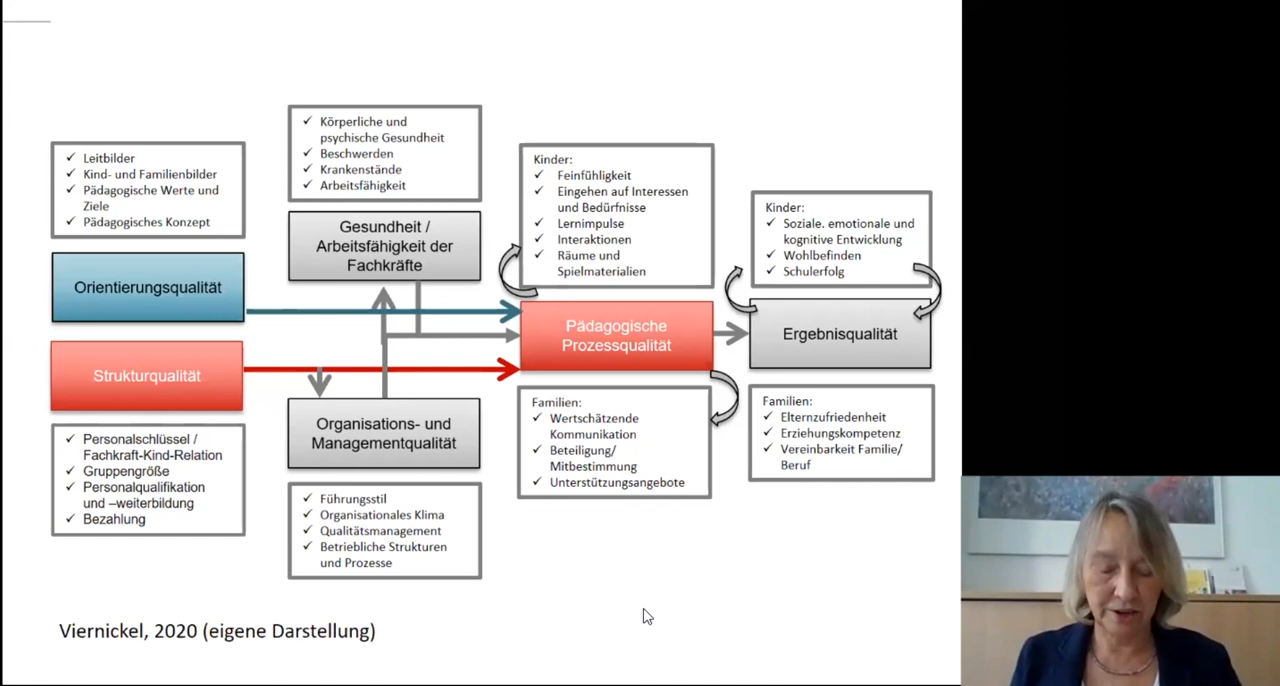 Leitbilder
Kind- und Familienbilder
Pädagogische Werte und
Ziele
Pädagogisches Konzept
Orientierungsqualität
Strukturqualität
Personalschlüssel /
Fachkraft-Kind-Relation
Gruppengröße
Personalqualifikation
und –weiterbildung
Bezahlung
Körperliche und
psychische Gesundheit
Beschwerden
Krankenstände
Arbeitsfähigkeit
Gesundheit /
Arbeitsfähigkeit der
Fachkräfte
Organisations- und
Managementqualität
Führungsstil
Organisationales Klima
Qualitätsmanagement
Betriebliche Strukturen
und Prozesse
Kinder:
Feinfühligkeit
Eingehen auf Interessen
und Bedürfnisse
Lernimpulse
Interaktionen
Räume und
Spielmaterialien
Pädagogische
Prozessqualität
Familien:
Wertschätzende
Kommunikation
Beteiligung/
Mitbestimmung
Unterstützungsangebote
Kinder:
Soziale. emotionale und
kognitive Entwicklung
Wohlbefinden
Schulerfolg
Ergebnisqualität
Familien:
Elternzufriedenheit
Erziehungskompetenz
Vereinbarkeit Familie/
Beruf
Viernickel, 2020 (eigene Darstellung)